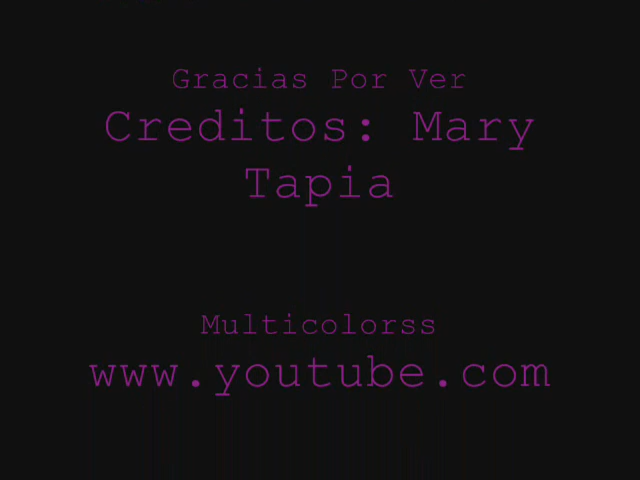 Gracias Por Ver
Creditos: Mary
Tapia
Multicolorss
www.youtube.com